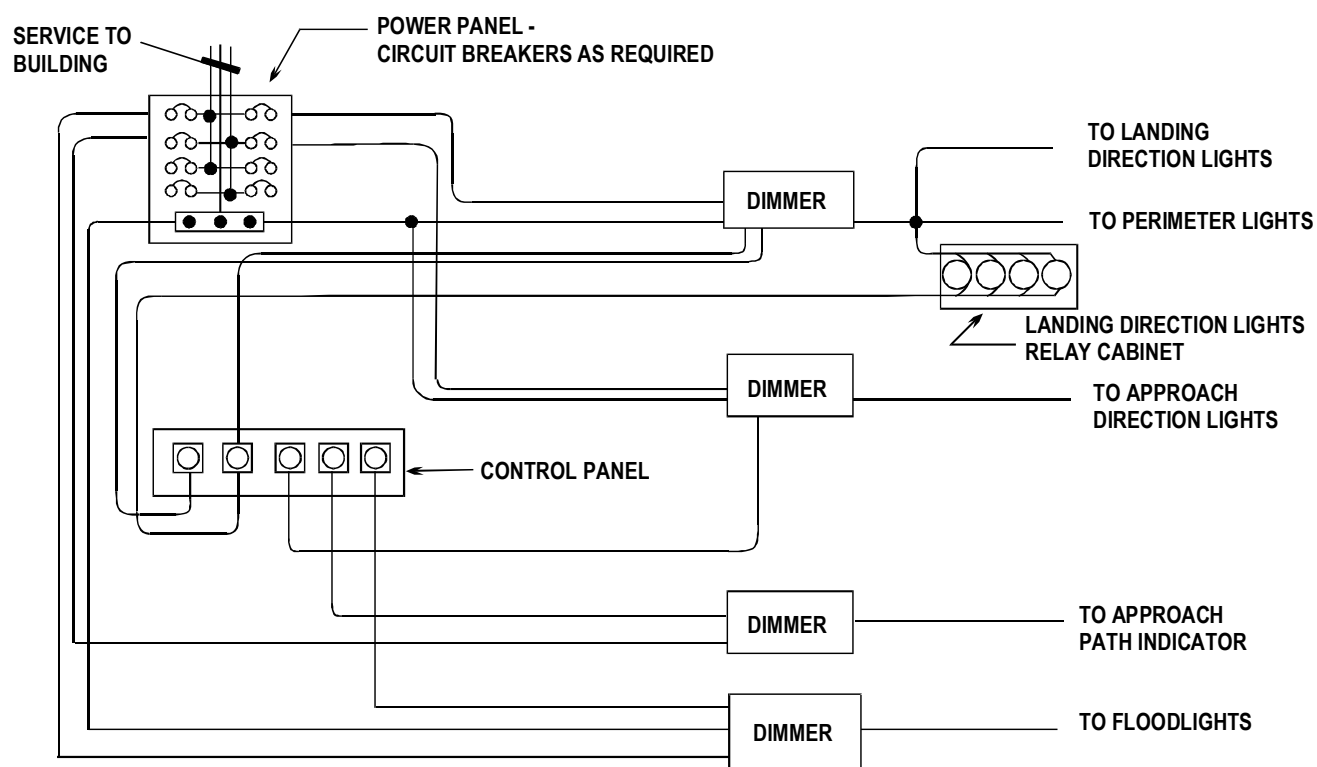 SERVICE TO
BUILDING
POWER PANEL -
CIRCUIT BREAKERS AS REQUIRED
TO LANDING
DIRECTION LIGHTS
DIMMER
TO PERIMETER LIGHTS
LANDING DIRECTION LIGHTS
RELAY CABINET
DIMMER
TO APPROACH
DIRECTION LIGHTS
CONTROL PANEL
DIMMER
TO APPROACH
PATH INDICATOR
DIMMER
TO FLOODLIGHTS